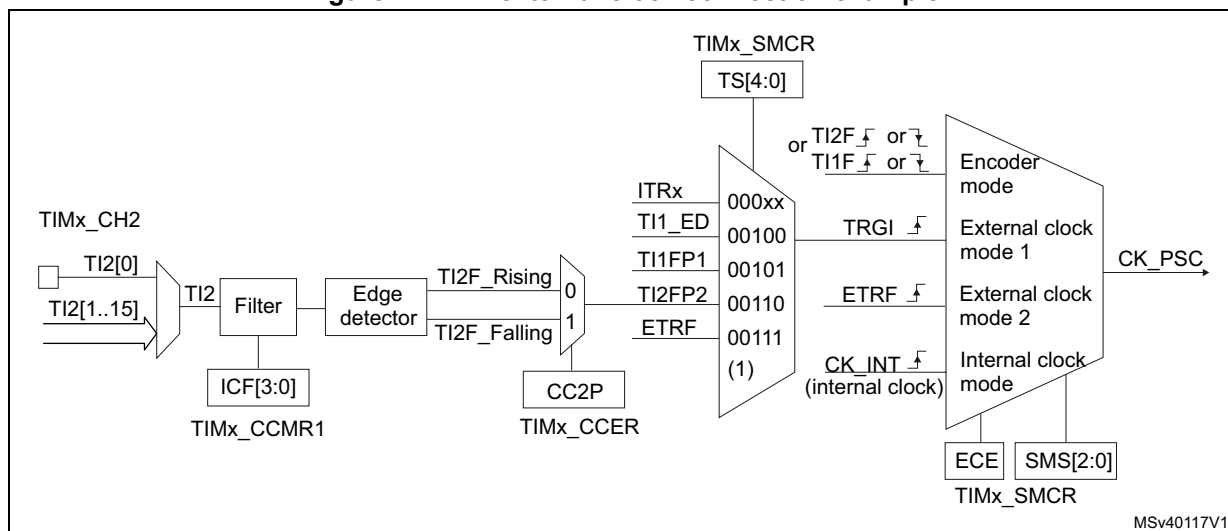 TIMx_SMCR
TS[4:0]
or TI2F or
TI1F or
Encoder
mode
ITRx
000xx
TIMx_CH2
TI1_ED
00100
TRGI
External clock
mode 1
CK_PSC
TI2[0]
TI1FP1
00101
TI2F_Rising
0
TI2
Filter
Edge
detector
TI2FP2
00110
ETRF
External clock
mode 2
TI2[1..15]
TI2F_Falling
1
ETRF
00111
(1)
CK_INT
(internal clock)
Internal clock
mode
ICF[3:0]
TIMx_CCMR1
CC2P
TIMx_CCER
ECE
SMS[2:0]
TIMx_SMCR
MSv40117V1